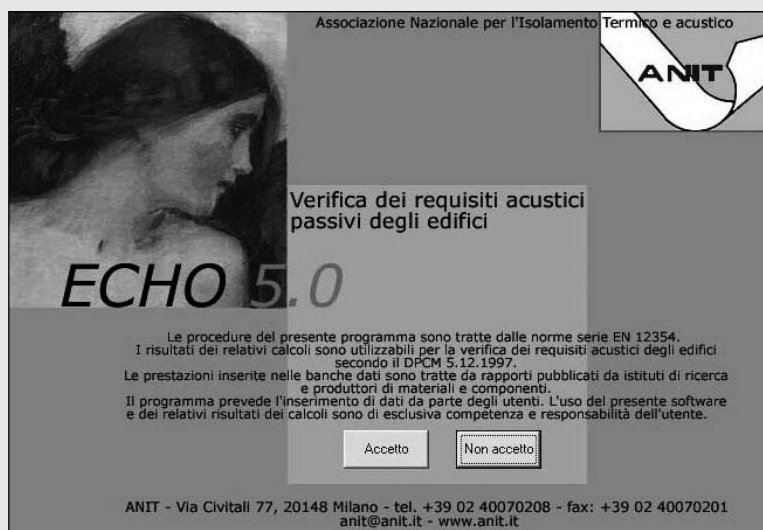 Associazione Nazionale per l'Isolamento Termico e acustico
ANIT
Verifica dei requisiti acustici
passivi degli edifici
ECHO 5.0
Le procedure del presente programma sono tratte dalle norme serie EN 12354.
I risultati dei relativi calcoli sono utilizzabili per la verifica dei requisiti acustici degli edifici
secondo il DPCM 5.12.1997.
Le prestazioni inserite nelle banche dati sono tratte da rapporti pubblicati da istituti di ricerca
e produttori di materiali e componenti.
Il programma prevede l'inserimento di dati da parte degli utenti. L'uso del presente software
e dei relativi risultati dei calcoli sono di esclusiva competenza e responsabilità dell'utente.
Accetto Non accetto
ANIT - Via Civitali 77, 20148 Milano - tel. +39 02 40070208 - fax: +39 02 40070201
anit@anit.it - www.anit.it